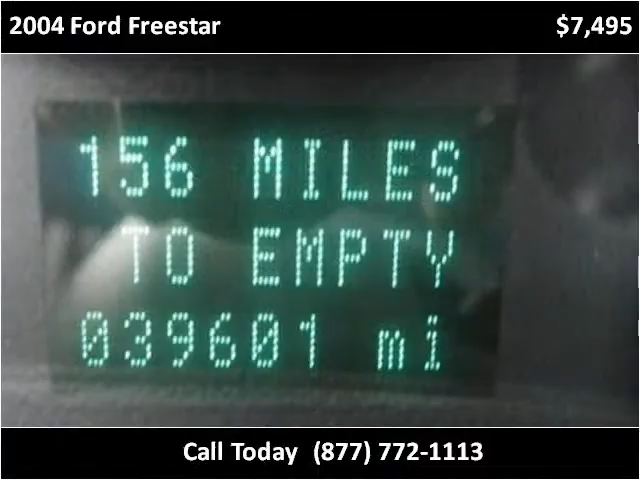 2004 Ford Freestar
$7,495
156 MILES
TO EMPTY
039601 mi
Call Today (877) 772-1113